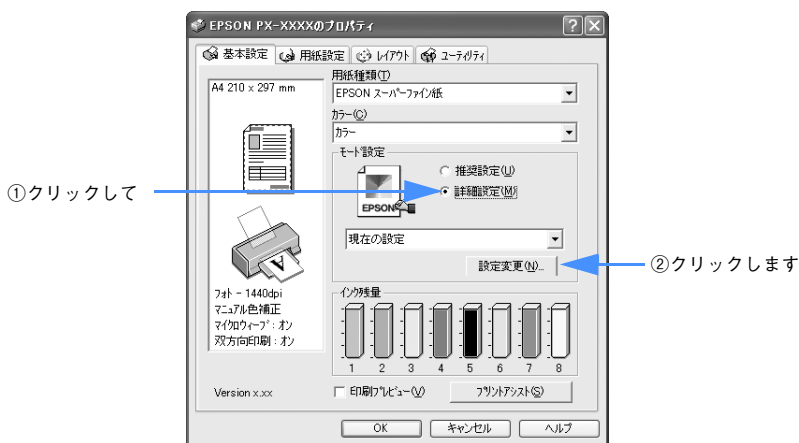 EPSON PX-XXXXのプロパティ
基本設定 用紙設定 レイアウト ユーティリティ
A4 210 x 297 mm
用紙種類(T)
EPSON スーパーファイン紙
カラー(C)
カラー
モード設定
推奨設定(U)
詳細設定(M)
EPSON
現在の設定
設定変更(N)...
①クリックして
②クリックします
A
フォト - 1440dpi
マニュアル色補正
マイクロウィーブ : オン
双方向印刷 : オン
インク残量
1 2 3 4 5 6 7 8
Version x.xx
印刷プレビュー(V)
プリントアシスト(S)
OK キャンセル ヘルプ